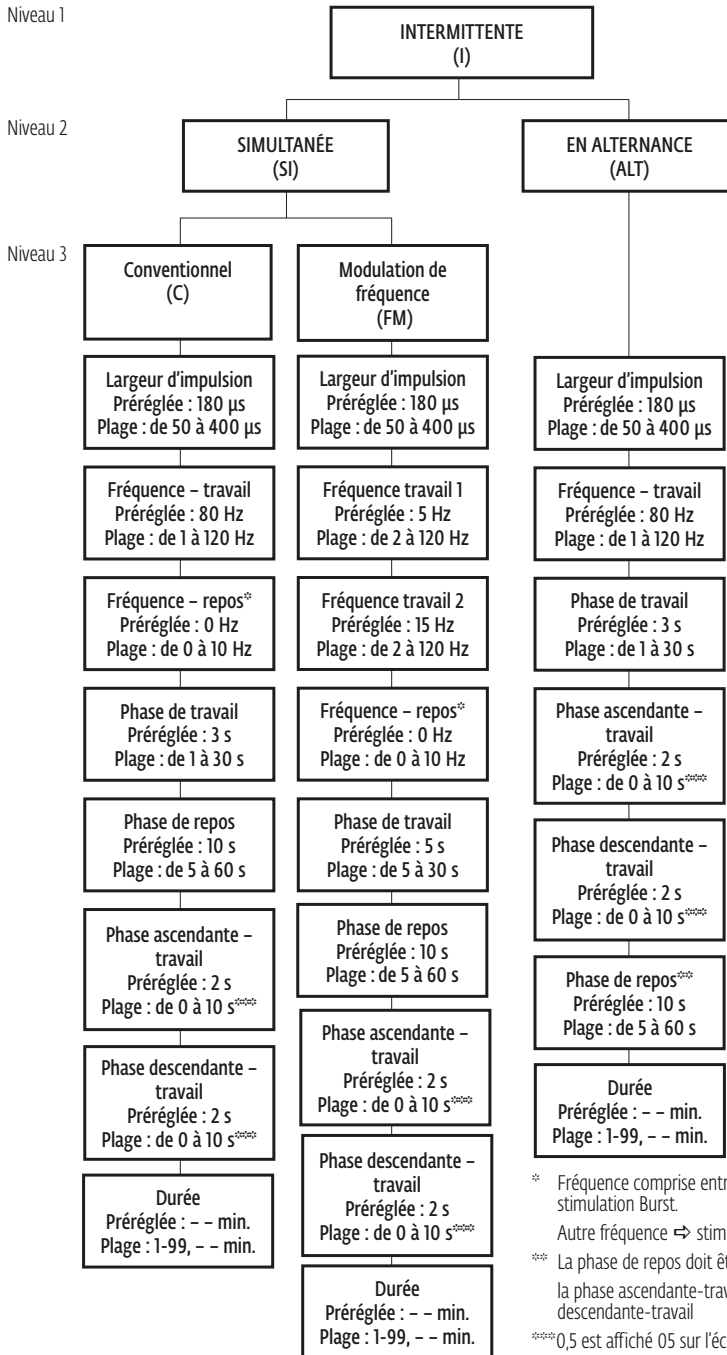 Niveau 1
INTERMITTENTE
(I)
Niveau 2
SIMULTANÉE
(SI)
EN ALTERNANCE
(ALT)
Niveau 3
Conventionnel
(C)
Modulation de
fréquence
(FM)
Largeur d'impulsion
Préréglée : 180 µs
Plage : de 50 à 400 µs
Fréquence – travail
Préréglée : 80 Hz
Plage : de 1 à 120 Hz
Fréquence – repos*
Préréglée : 0 Hz
Plage : de 0 à 10 Hz
Phase de travail
Préréglée : 3 s
Plage : de 1 à 30 s
Phase de repos
Préréglée : 10 s
Plage : de 5 à 60 s
Phase ascendante –
travail
Préréglée : 2 s
Plage : de 0 à 10 s***
Phase descendante –
travail
Préréglée : 2 s
Plage : de 0 à 10 s***
Durée
Préréglée : – – min.
Plage : 1-99, – – min.
Largeur d'impulsion
Préréglée : 180 µs
Plage : de 50 à 400 µs
Fréquence travail 1
Préréglée : 5 Hz
Plage : de 2 à 120 Hz
Fréquence travail 2
Préréglée : 15 Hz
Plage : de 2 à 120 Hz
Fréquence – repos*
Préréglée : 0 Hz
Plage : de 0 à 10 Hz
Phase de travail
Préréglée : 5 s
Plage : de 5 à 30 s
Phase de repos
Préréglée : 10 s
Plage : de 5 à 60 s
Phase ascendante –
travail
Préréglée : 2 s
Plage : de 0 à 10 s***
Phase descendante –
travail
Préréglée : 2 s
Plage : de 0 à 10 s***
Durée
Préréglée : – – min.
Plage : 1-99, – – min.
Largeur d'impulsion
Préréglée : 180 µs
Plage : de 50 à 400 µs
Fréquence – travail
Préréglée : 80 Hz
Plage : de 1 à 120 Hz
Phase de travail
Préréglée : 3 s
Plage : de 1 à 30 s
Phase ascendante –
travail
Préréglée : 2 s
Plage : de 0 à 10 s***
Phase descendante –
travail
Préréglée : 2 s
Plage : de 0 à 10 s***
Phase de repos**
Préréglée : 10 s
Plage : de 5 à 60 s
Durée
Préréglée : – – min.
Plage : 1-99, – – min.
* Fréquence comprise
stimulation Burst.
Autre fréquence ⇨
** La phase de repos doit
la phase
descendante-travail
***0,5 est affiché 05 sur